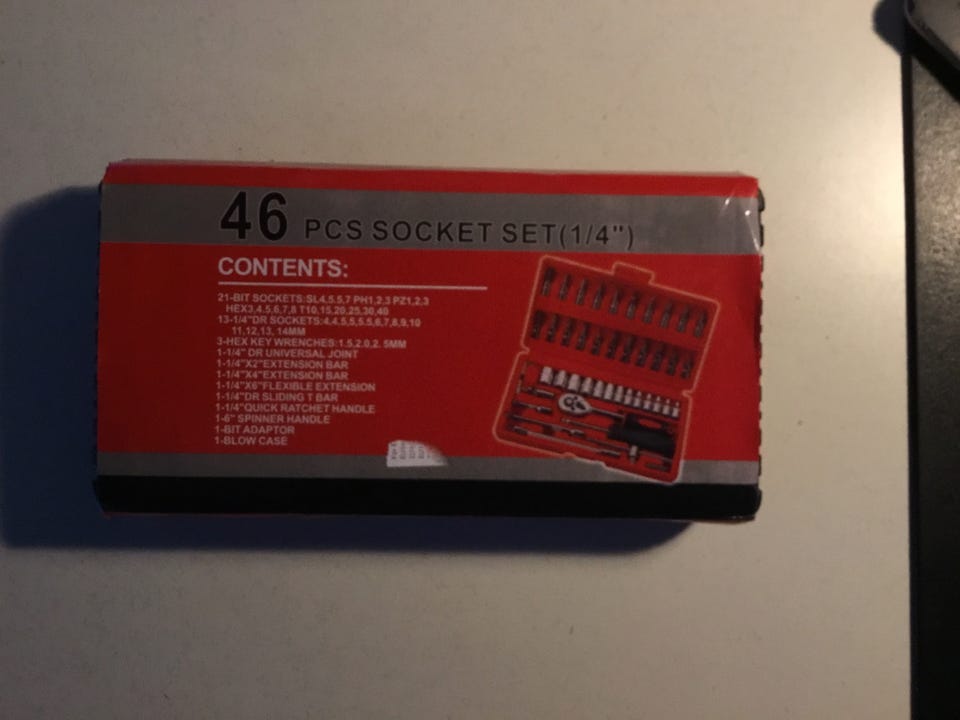 46 PCS SOCKET SET(1/4")
CONTENTS:
21-BIT SOCKETS:SL4,5.5,7 PH1,2,3 PZ1,2,3
HEX3,4,5,6,7,8 T10,15,20,25,30,40
13-1/4"DR SOCKETS:4,4.5,5,5.5,6,7,8,9,10
11,12,13, 14MM
3-HEX KEY WRENCHES:1.5,2.0,2. 5MM
1-1/4" DR UNIVERSAL JOINT
1-1/4"X2"EXTENSION BAR
1-1/4"X4"EXTENSION BAR
1-1/4"X6"FLEXIBLE EXTENSION
1-1/4"DR SLIDING T BAR
1-1/4"QUICK RATCHET HANDLE
1-6" SPINNER HANDLE
1-BIT ADAPTOR
1-BLOW CASE